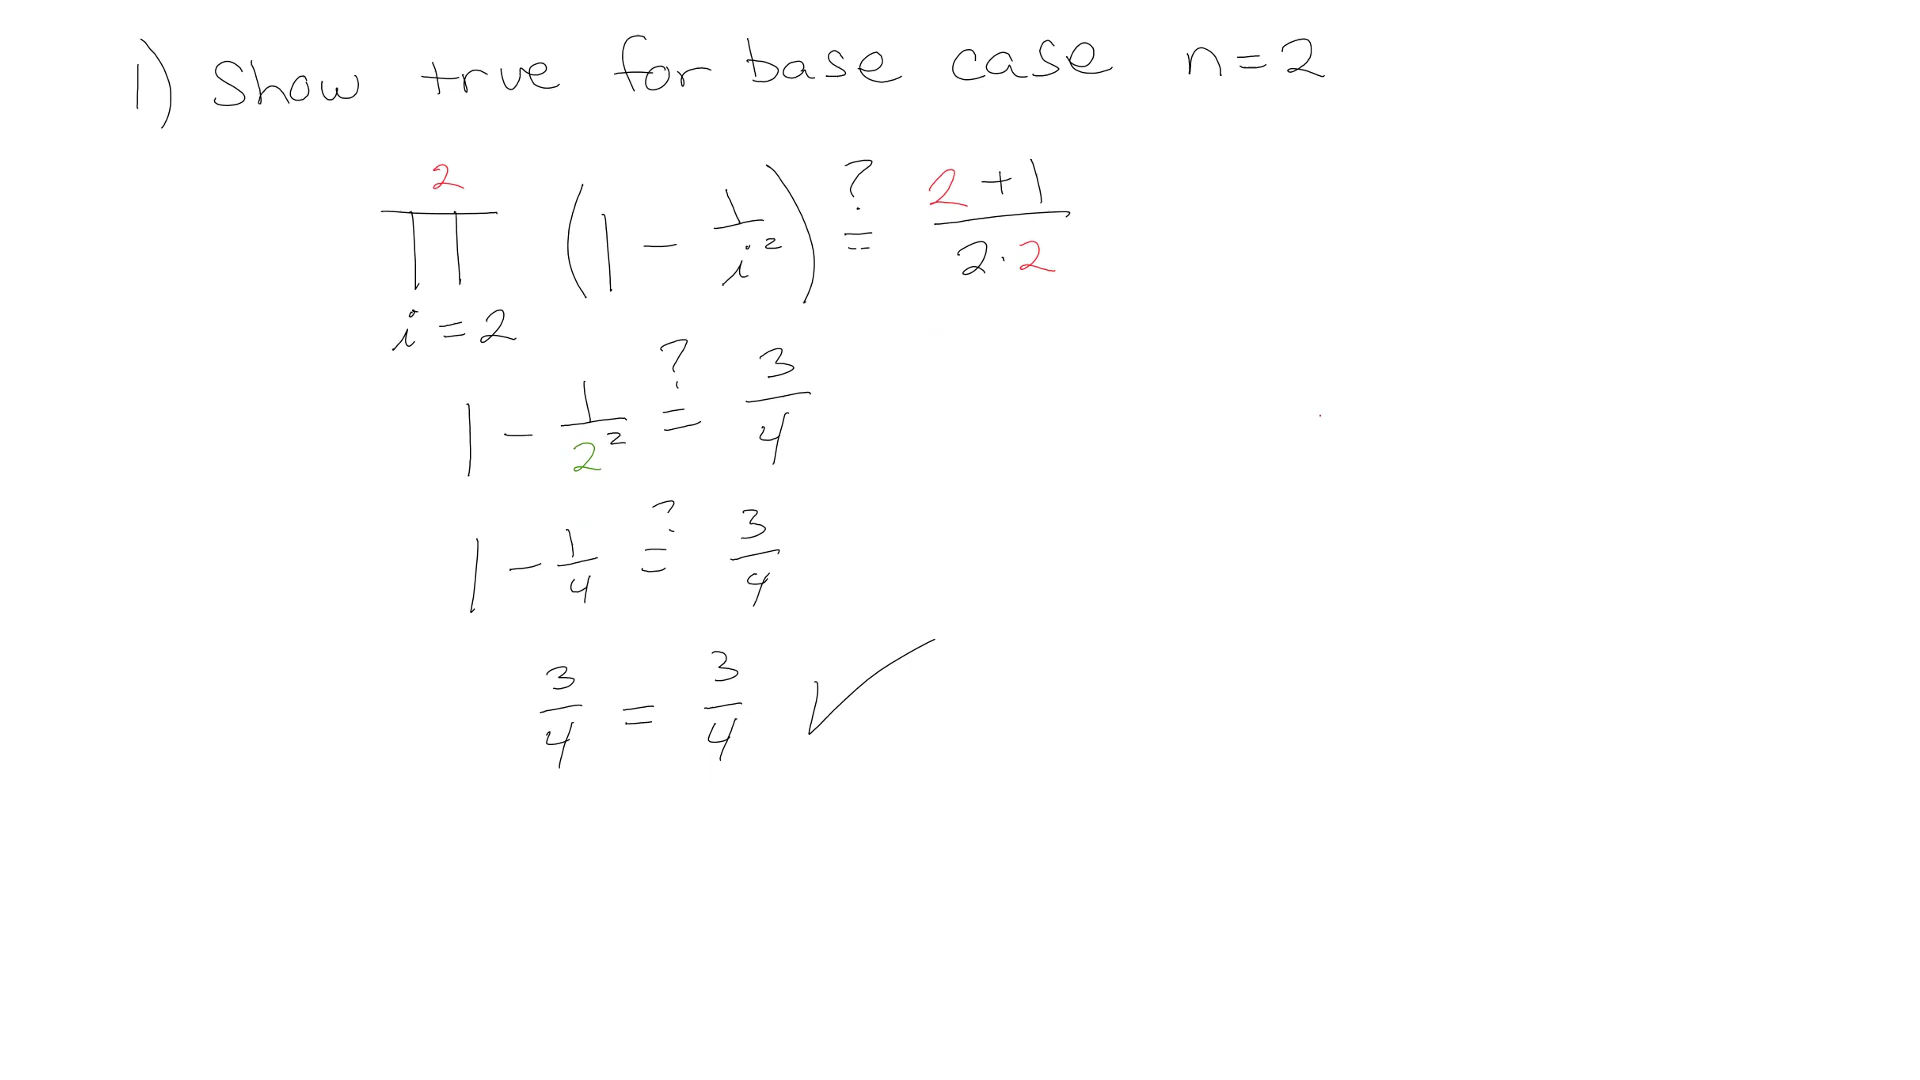 1) Show true for base case n=2
2
∏ (1 - 1/i²) ?= (2+1)/(2·2)
i=2
1 - 1/2² ?= 3/4
1 - 1/4 ?= 3/4
3/4 = 3/4 ✓